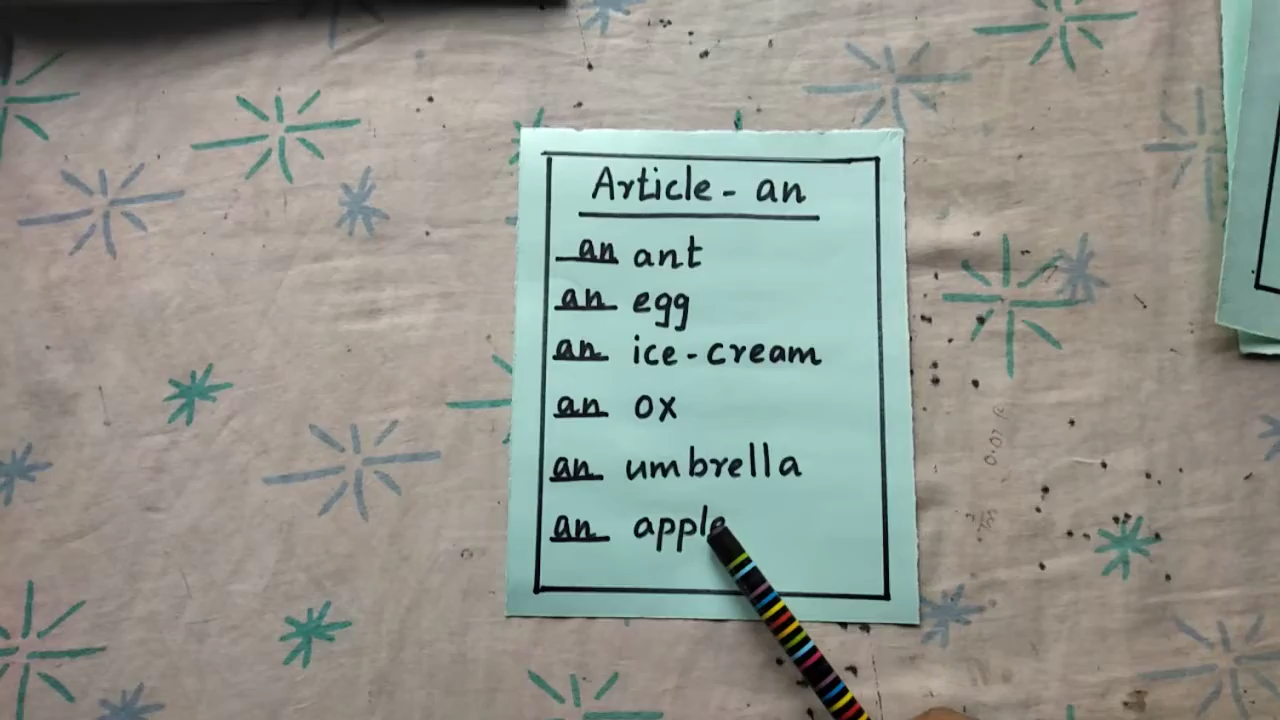 Article - an
an ant
an egg
an ice-cream
an ox
an umbrella
an apple